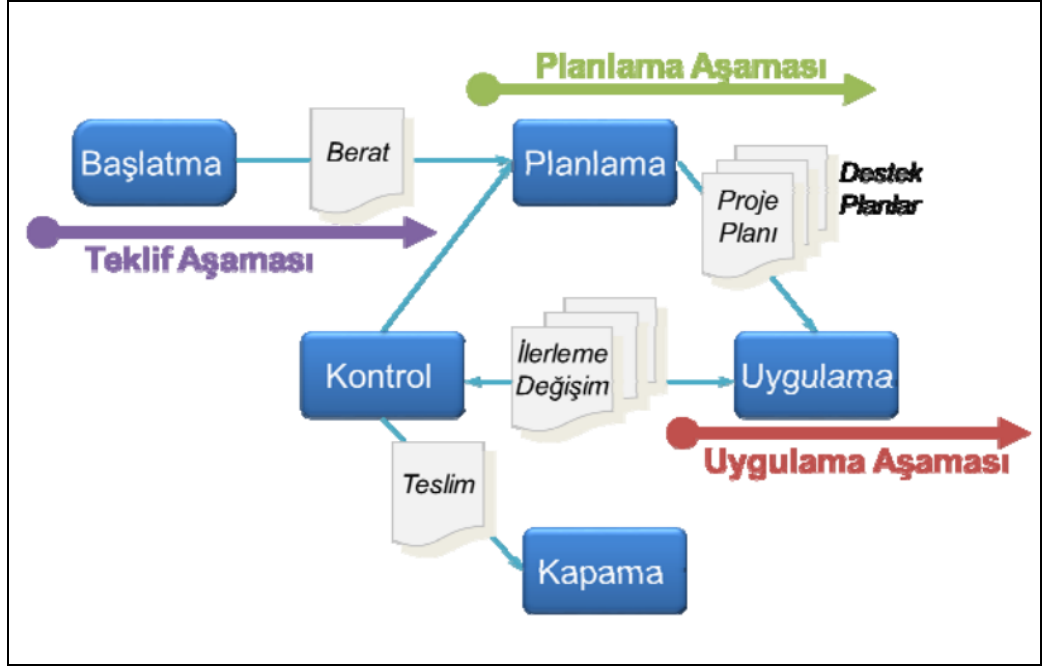 Planlama Aşaması
Başlatma
Berat
Planlama
Destek
Planlar
Proje
Planı
Teklif Aşaması
Kontrol
İlerleme
Değişim
Uygulama
Uygulama Aşaması
Teslim
Kapama